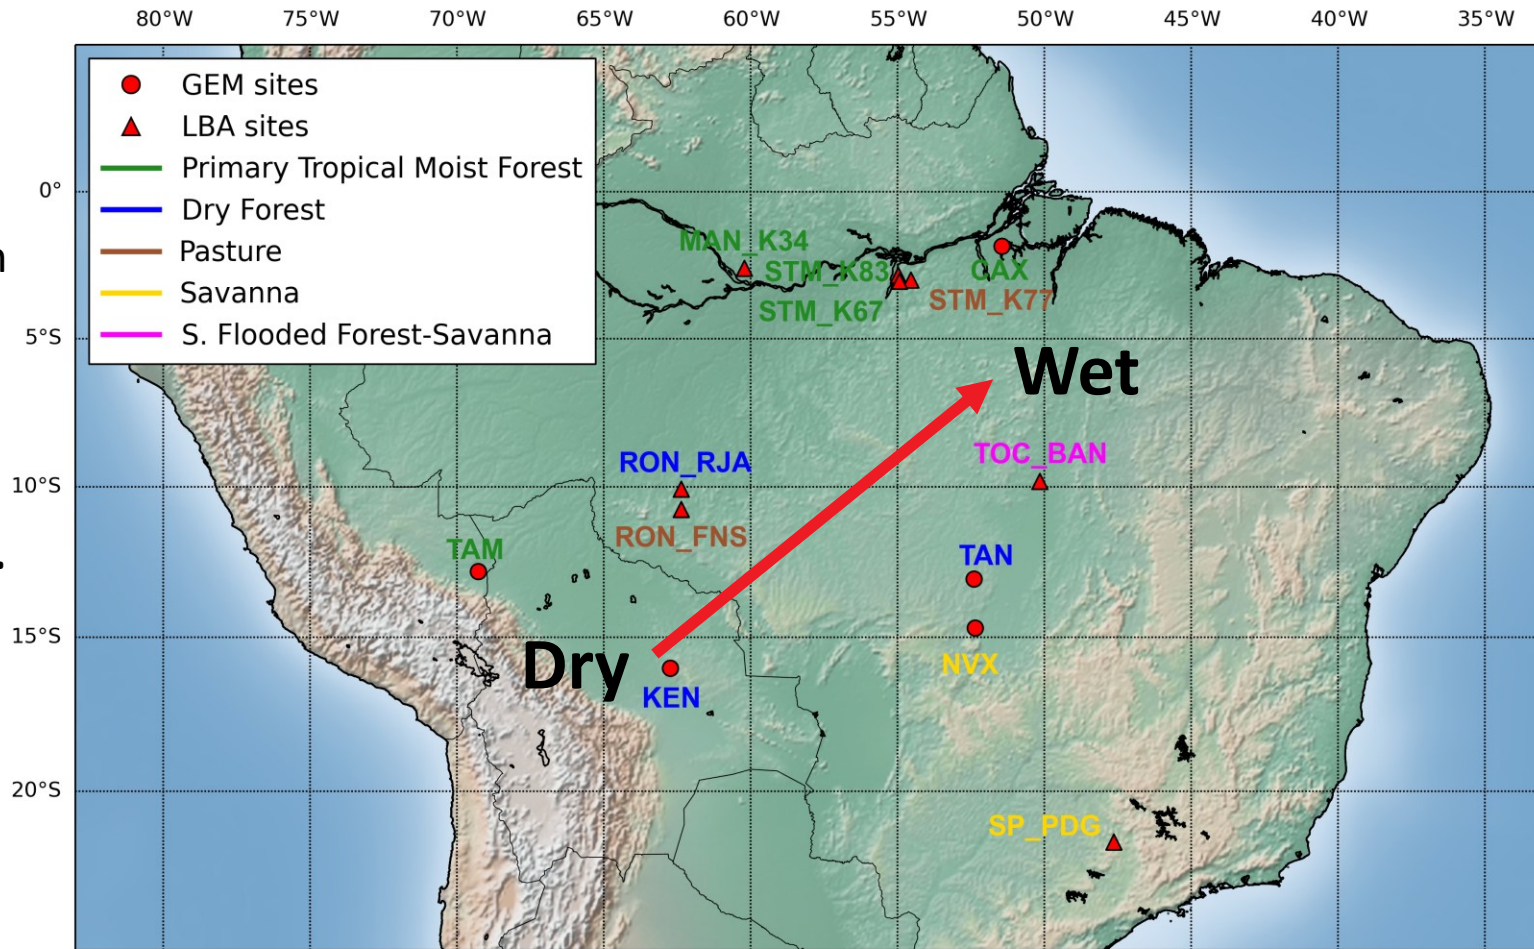 80°W 75°W 70°W 65°W 60°W 55°W 50°W 45°W 40°W 35°W
GEM sites
LBA sites
Primary Tropical Moist Forest
Dry Forest
Pasture
Savanna
S. Flooded Forest-Savanna
0°
n
MAN_K34
STM_K83
CAX
STM_K67
STM_K77
5°S
Wet
TOC_BAN
RON_RJA
10°S
RON_FNS
TAM
TAN
.
15°S
Dry
NVX
KEN
20°S
SP_PDG